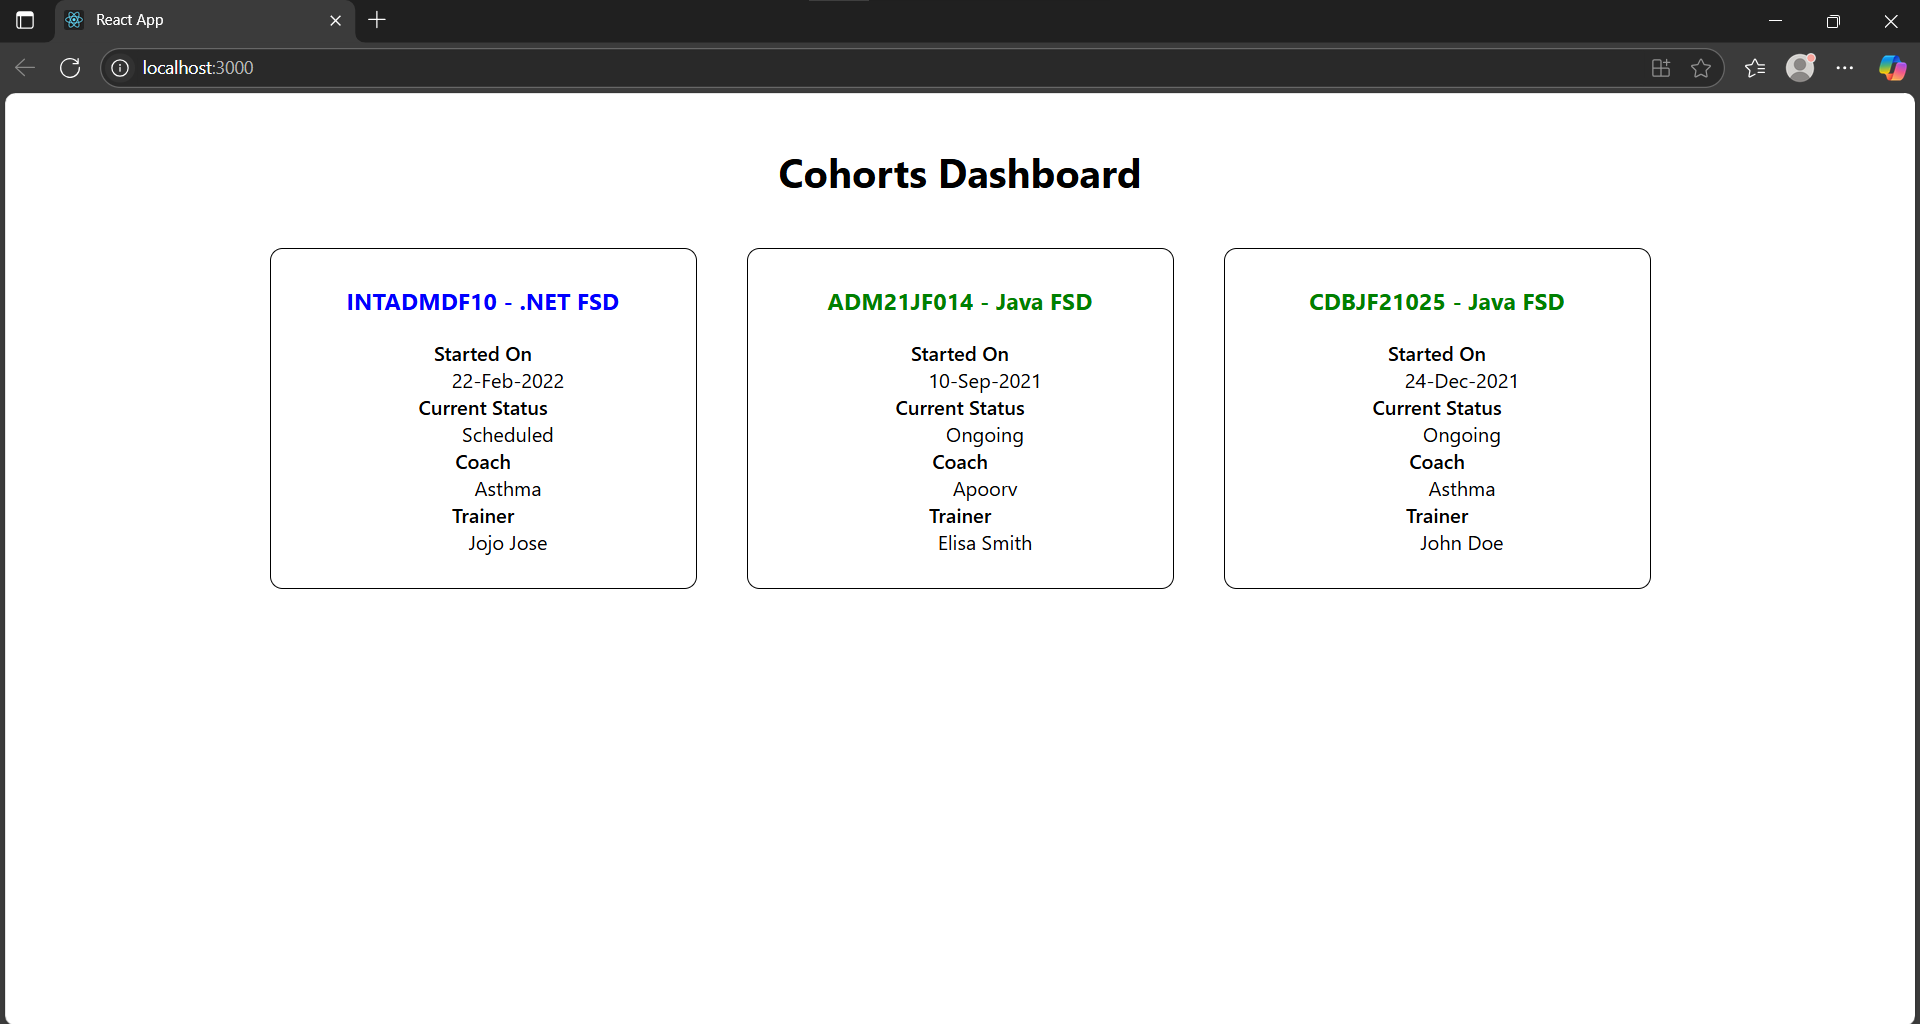 React App
localhost:3000
Cohorts Dashboard
INTADMDF10 - .NET FSD
Started On
22-Feb-2022
Current Status
Scheduled
Coach
Asthma
Trainer
Jojo Jose
ADM21JF014 - Java FSD
Started On
10-Sep-2021
Current Status
Ongoing
Coach
Apoorv
Trainer
Elisa Smith
CDBJF21025 - Java FSD
Started On
24-Dec-2021
Current Status
Ongoing
Coach
Asthma
Trainer
John Doe